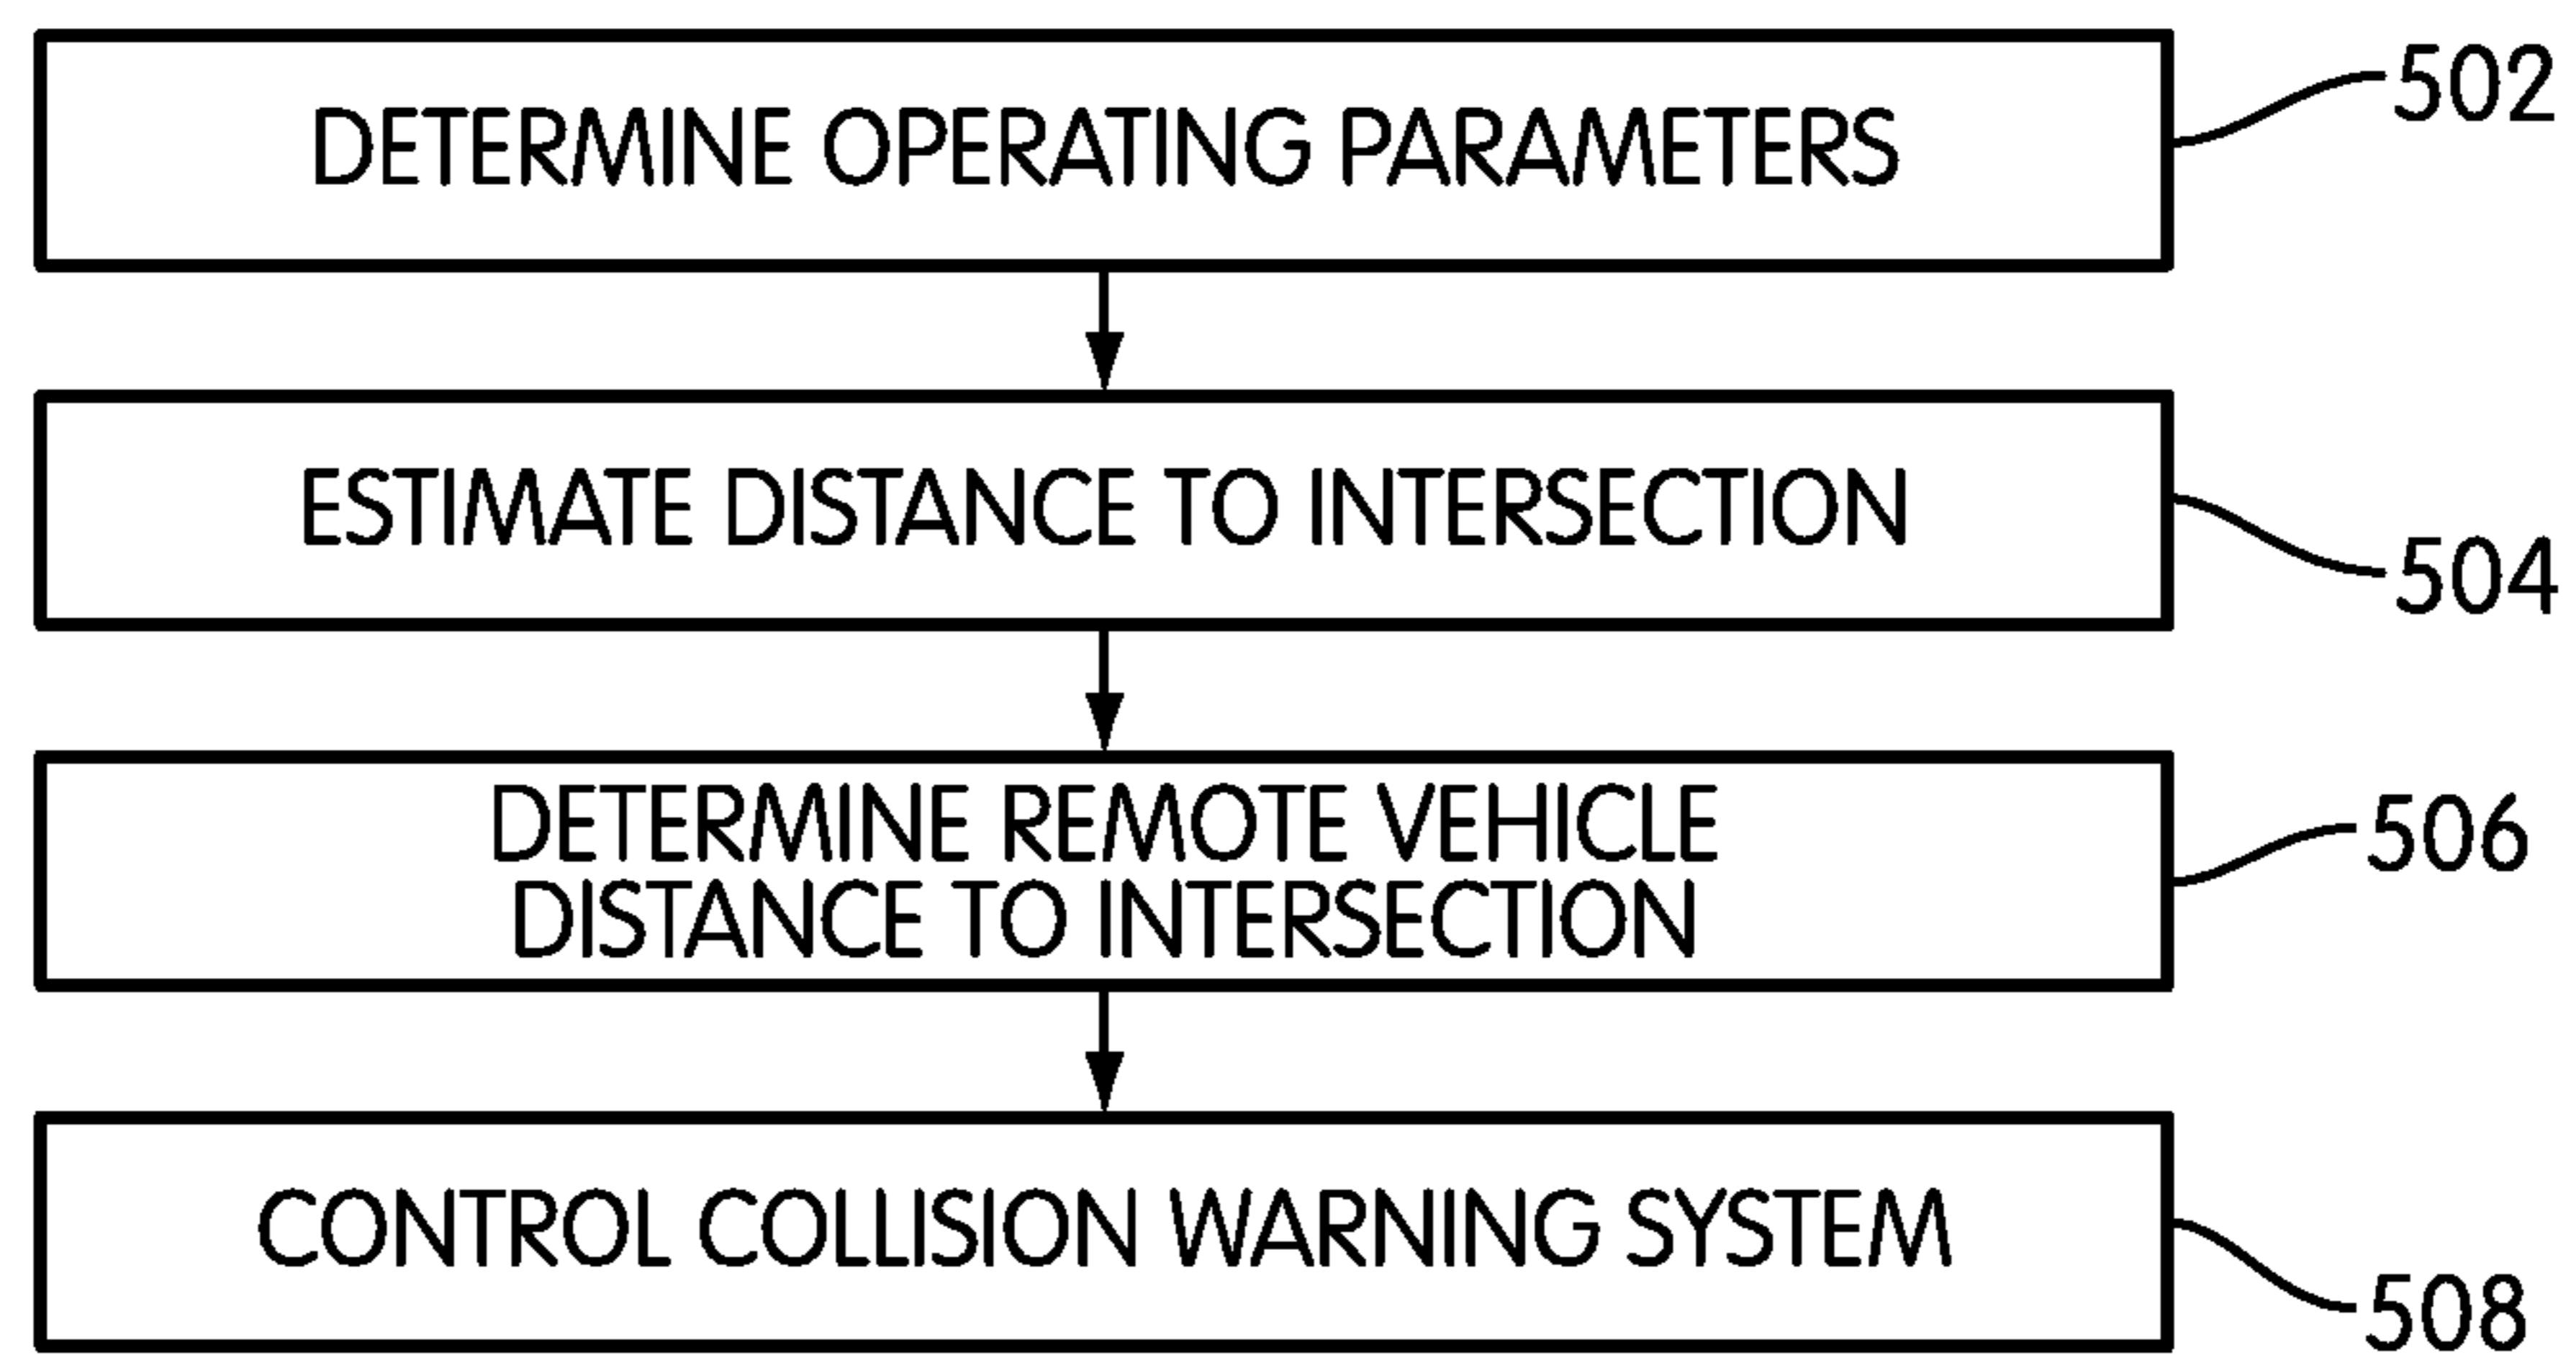 DETERMINE OPERATING PARAMETERS
502
ESTIMATE DISTANCE TO INTERSECTION
504
DETERMINE REMOTE VEHICLE
DISTANCE TO INTERSECTION
506
CONTROL COLLISION WARNING SYSTEM
508